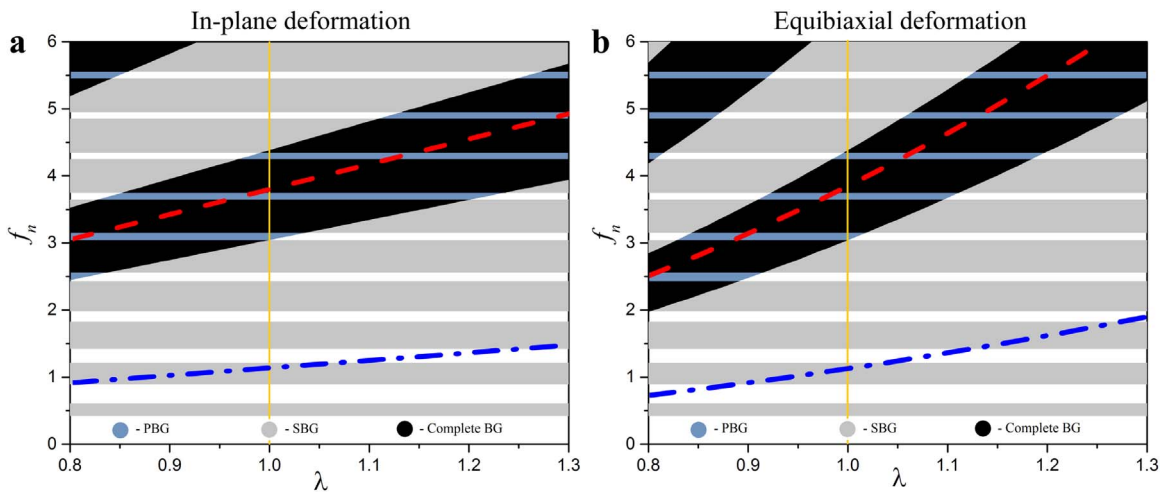 In-plane deformation
a
6
5
4
3
2
1
0
fn
- PBG
- SBG
- Complete BG
0.8 0.9 1.0 1.1 1.2 1.3
λ
Equibiaxial deformation
b
6
5
4
3
2
1
0
fn
- PBG
- SBG
- Complete BG
0.8 0.9 1.0 1.1 1.2 1.3
λ